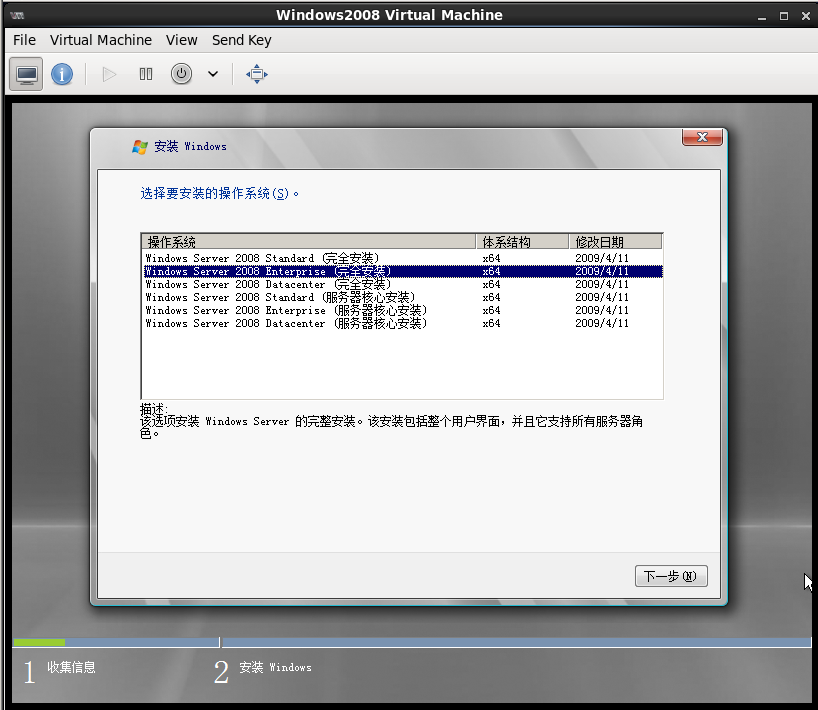 Windows2008 Virtual Machine
File Virtual Machine View Send Key
安装 Windows
选择要安装的操作系统(S)。
操作系统 体系结构 修改日期
Windows Server 2008 Standard (完全安装) x64 2009/4/11
Windows Server 2008 Enterprise (完全安装) x64 2009/4/11
Windows Server 2008 Datacenter (完全安装) x64 2009/4/11
Windows Server 2008 Standard (服务器核心安装) x64 2009/4/11
Windows Server 2008 Enterprise (服务器核心安装) x64 2009/4/11
Windows Server 2008 Datacenter (服务器核心安装) x64 2009/4/11
描述:
该选项安装 Windows Server 的完整安装。该安装包括整个用户界面，并且它支持所有服务器角
色。
下一步(N)
1 收集信息 2 安装 Windows